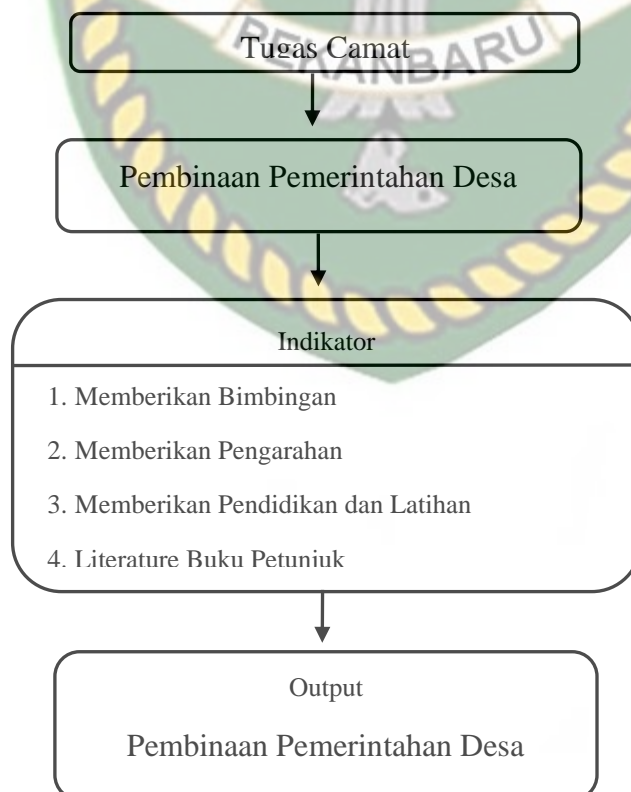 PEKANBARU
Tugas Camat
Pembinaan Pemerintahan Desa
Indikator
1. Memberikan Bimbingan
2. Memberikan Pengarahan
3. Memberikan Pendidikan dan Latihan
4. Literature Buku Petunjuk
Output
Pembinaan Pemerintahan Desa